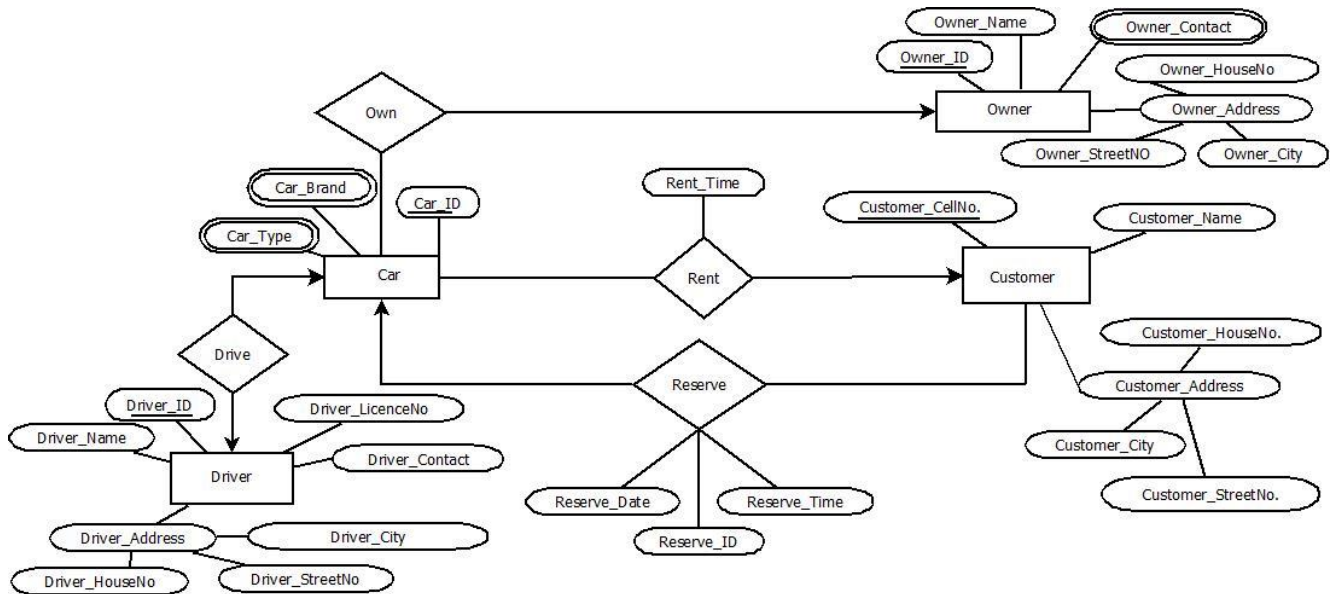 Owner_Name
Owner_Contact
Owner_ID
Owner_HouseNo
Own
Owner
Owner_Address
Owner_StreetNO
Owner_City
Car_Brand
Rent_Time
Car_ID
Customer_CellNo.
Customer_Name
Car_Type
Car
Rent
Customer
Customer_HouseNo.
Drive
Reserve
Customer_Address
Driver_ID
Driver_LicenceNo
Driver_Name
Customer_City
Driver_Contact
Driver
Customer_StreetNo.
Reserve_Date
Reserve_Time
Driver_Address
Driver_City
Reserve_ID
Driver_HouseNo
Driver_StreetNo